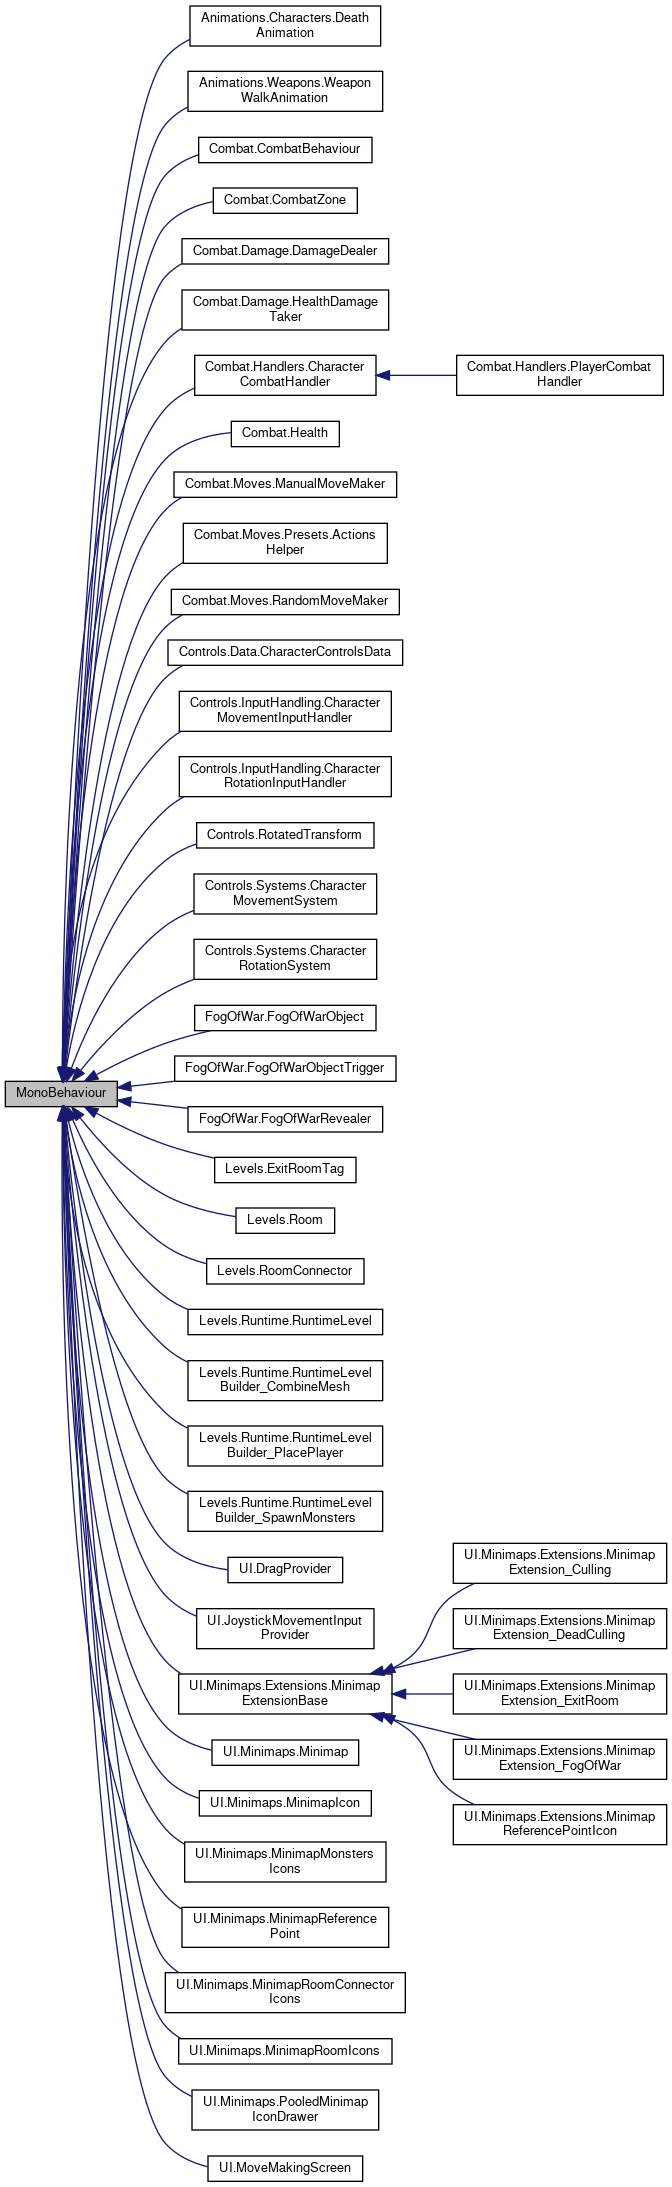 Animations.Characters.Death
Animation
Animations.Weapons.Weapon
WalkAnimation
Combat.CombatBehaviour
Combat.CombatZone
Combat.Damage.DamageDealer
Combat.Damage.HealthDamage
Taker
Combat.Handlers.Character
CombatHandler
Combat.Handlers.PlayerCombat
Handler
Combat.Health
Combat.Moves.ManualMoveMaker
Combat.Moves.Presets.Actions
Helper
Combat.Moves.RandomMoveMaker
Controls.Data.CharacterControlsData
Controls.InputHandling.Character
MovementInputHandler
Controls.InputHandling.Character
RotationInputHandler
Controls.RotatedTransform
Controls.Systems.Character
MovementSystem
Controls.Systems.Character
RotationSystem
FogOfWar.FogOfWarObject
FogOfWar.FogOfWarObjectTrigger
MonoBehaviour
FogOfWar.FogOfWarRevealer
Levels.ExitRoomTag
Levels.Room
Levels.RoomConnector
Levels.Runtime.RuntimeLevel
Levels.Runtime.RuntimeLevel
Builder_CombineMesh
Levels.Runtime.RuntimeLevel
Builder_PlacePlayer
Levels.Runtime.RuntimeLevel
Builder_SpawnMonsters
UI.DragProvider
UI.JoystickMovementInput
Provider
UI.Minimaps.Extensions.Minimap
ExtensionBase
UI.Minimaps.Extensions.Minimap
Extension_Culling
UI.Minimaps.Extensions.Minimap
Extension_DeadCulling
UI.Minimaps.Extensions.Minimap
Extension_ExitRoom
UI.Minimaps.Extensions.Minimap
Extension_FogOfWar
UI.Minimaps.Extensions.Minimap
ReferencePointIcon
UI.Minimaps.Minimap
UI.Minimaps.MinimapIcon
UI.Minimaps.MinimapMonsters
Icons
UI.Minimaps.MinimapReference
Point
UI.Minimaps.MinimapRoomConnector
Icons
UI.Minimaps.MinimapRoomIcons
UI.Minimaps.PooledMinimap
IconDrawer
UI.MoveMakingScreen